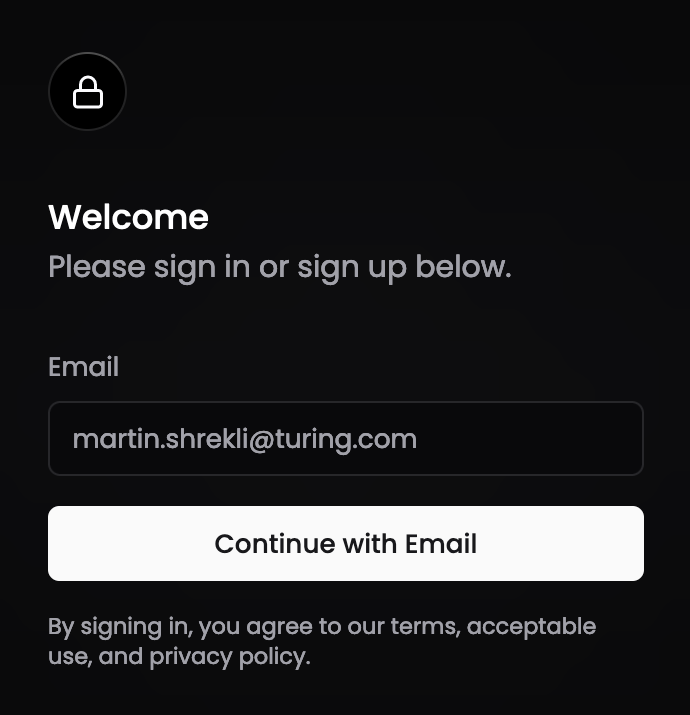 Welcome
Please sign in or sign up below.
Email
martin.shrekli@turing.com
Continue with Email
By signing in, you agree to our terms, acceptable
use, and privacy policy.